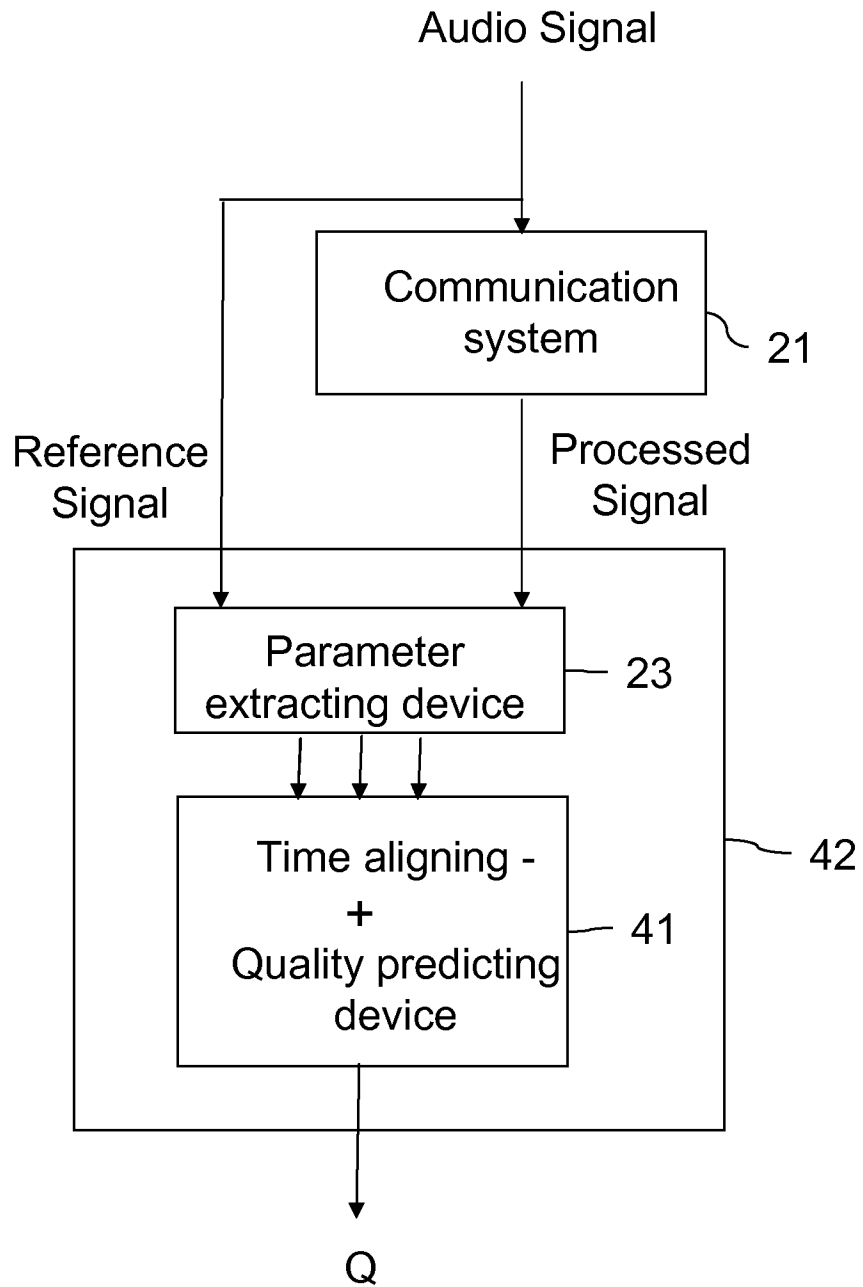 Audio Signal
Communication
system
21
Reference
Signal
Processed
Signal
Parameter
extracting device
23
Time aligning -
+
Quality predicting
device
41
42
Q